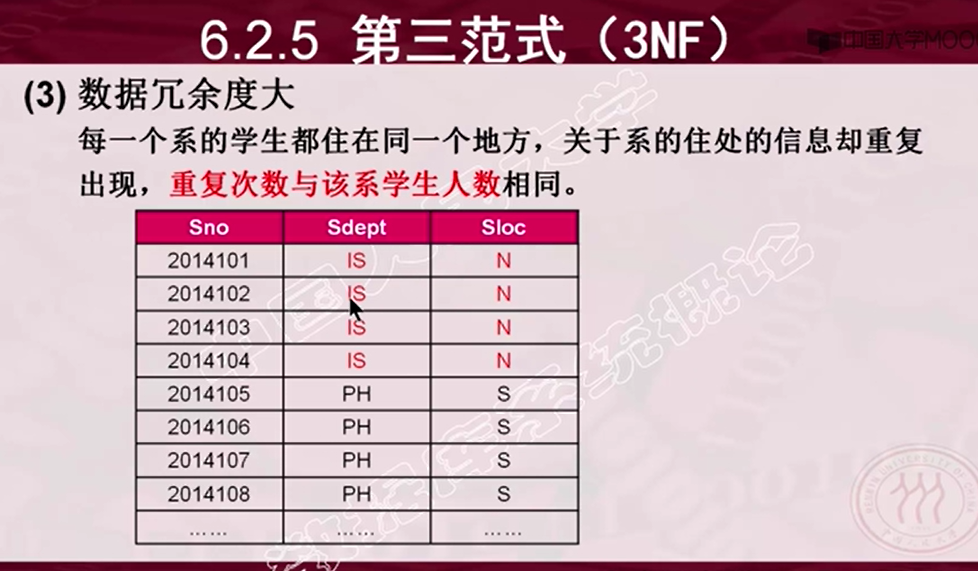 6.2.5 第三范式（3NF）
中国大学MOO
(3) 数据冗余度大
每一个系的学生都住在同一个地方，关于系的住处的信息却重复
出现，重复次数与该系学生人数相同。
Sno Sdept Sloc
2014101 IS N
2014102 IS N
2014103 IS N
2014104 IS N
2014105 PH S
2014106 PH S
2014107 PH S
2014108 PH S
…… …… ……